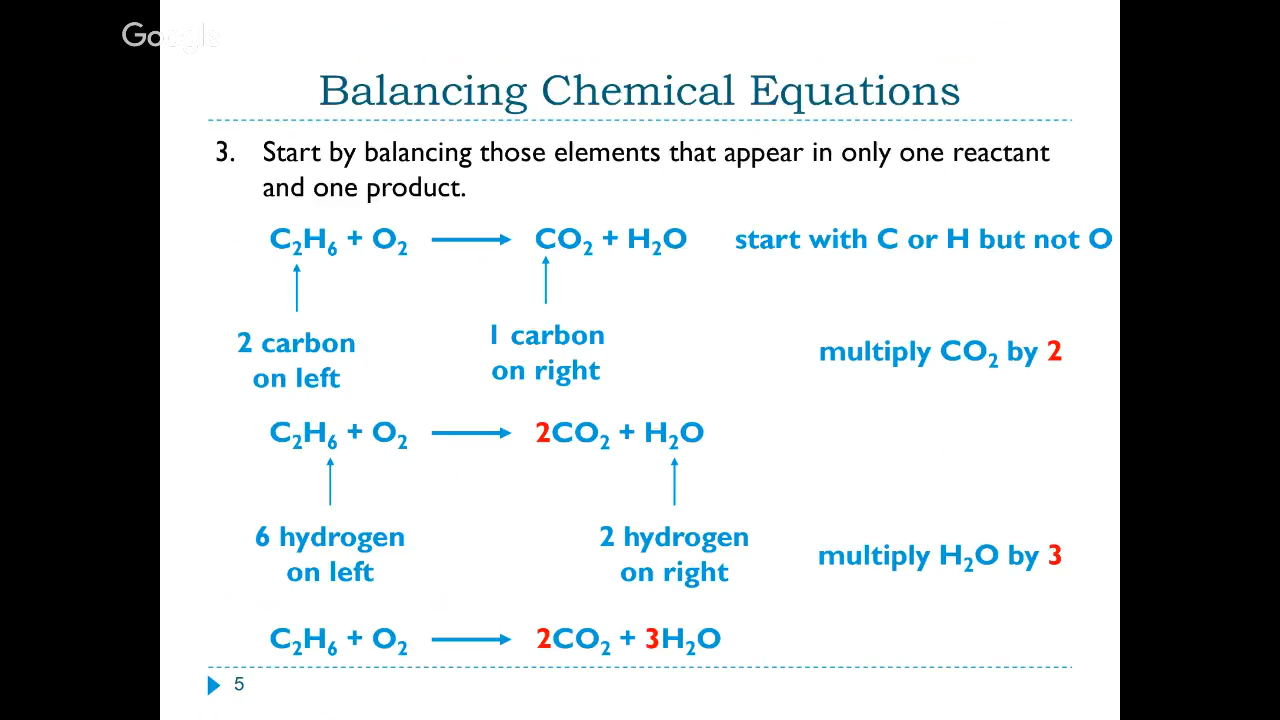 Google
Balancing Chemical Equations
3. Start by balancing those elements that appear in only one reactant
and one product.
C₂H₆ + O₂ ⟶ CO₂ + H₂O start with C or H but not O
2 carbon
on left
1 carbon
on right
multiply CO₂ by 2
C₂H₆ + O₂ ⟶ 2CO₂ + H₂O
6 hydrogen
on left
2 hydrogen
on right
multiply H₂O by 3
C₂H₆ + O₂ ⟶ 2CO₂ + 3H₂O
5